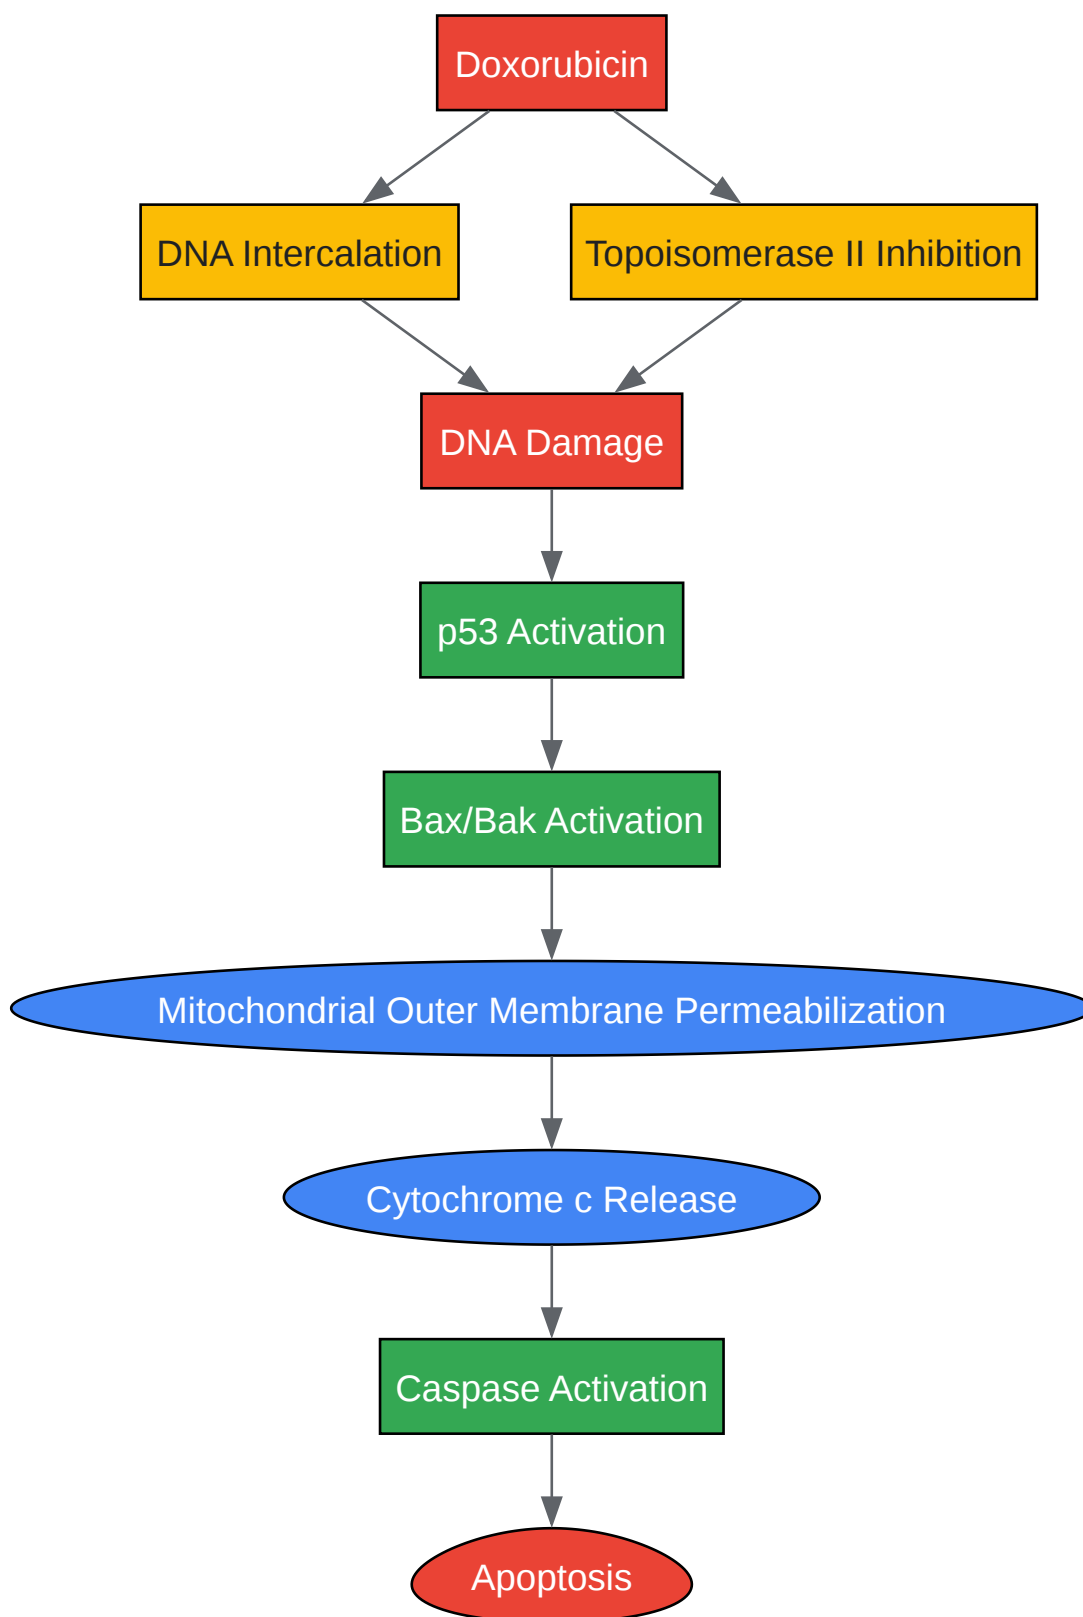 Doxorubicin
DNA Intercalation
Topoisomerase II Inhibition
DNA Damage
p53 Activation
Bax/Bak Activation
Mitochondrial Outer Membrane Permeabilization
Cytochrome c Release
Caspase Activation
Apoptosis